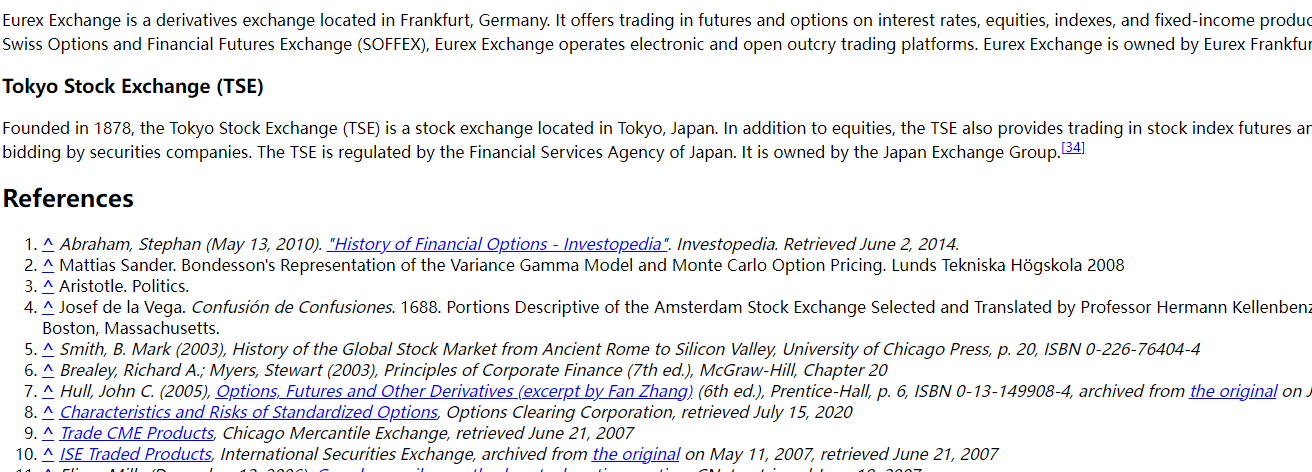 Eurex Exchange is a derivatives exchange located in Frankfurt, Germany. It offers trading in futures and options on interest rates, equities, indexes, and fixed-income
Swiss Options and Financial Futures Exchange (SOFFEX), Eurex Exchange operates electronic and open outcry trading platforms. Eurex Exchange is owned by Eurex
Tokyo Stock Exchange (TSE)
Founded in 1878, the Tokyo Stock Exchange (TSE) is a stock exchange located in Tokyo, Japan. In addition to equities, the TSE also provides trading in stock index futures
bidding by securities companies. The TSE is regulated by the Financial Services Agency of Japan. It is owned by the Japan Exchange Group.[34]
References
1. ^ Abraham, Stephan (May 13, 2010). "History of Financial Options - Investopedia". Investopedia. Retrieved June 2, 2014.
2. ^ Mattias Sander. Bondesson's Representation of the Variance Gamma Model and Monte Carlo Option Pricing. Lunds Tekniska Högskola 2008
3. ^ Aristotle. Politics.
4. ^ Josef de la Vega. Confusión de Confusiones. 1688. Portions Descriptive of the Amsterdam Stock Exchange Selected and Translated by Professor Hermann
Boston, Massachusetts.
5. ^ Smith, B. Mark (2003), History of the Global Stock Market from Ancient Rome to Silicon Valley, University of Chicago Press, p. 20, ISBN 0-226-76404-4
6. ^ Brealey, Richard A.; Myers, Stewart (2003), Principles of Corporate Finance (7th ed.), McGraw-Hill, Chapter 20
7. ^ Hull, John C. (2005), Options, Futures and Other Derivatives (excerpt by Fan Zhang) (6th ed.), Prentice-Hall, p. 6, ISBN 0-13-149908-4, archived from the original on
8. ^ Characteristics and Risks of Standardized Options, Options Clearing Corporation, retrieved July 15, 2020
9. ^ Trade CME Products, Chicago Mercantile Exchange, retrieved June 21, 2007
10. ^ ISE Traded Products, International Securities Exchange, archived from the original on May 11, 2007, retrieved June 21, 2007